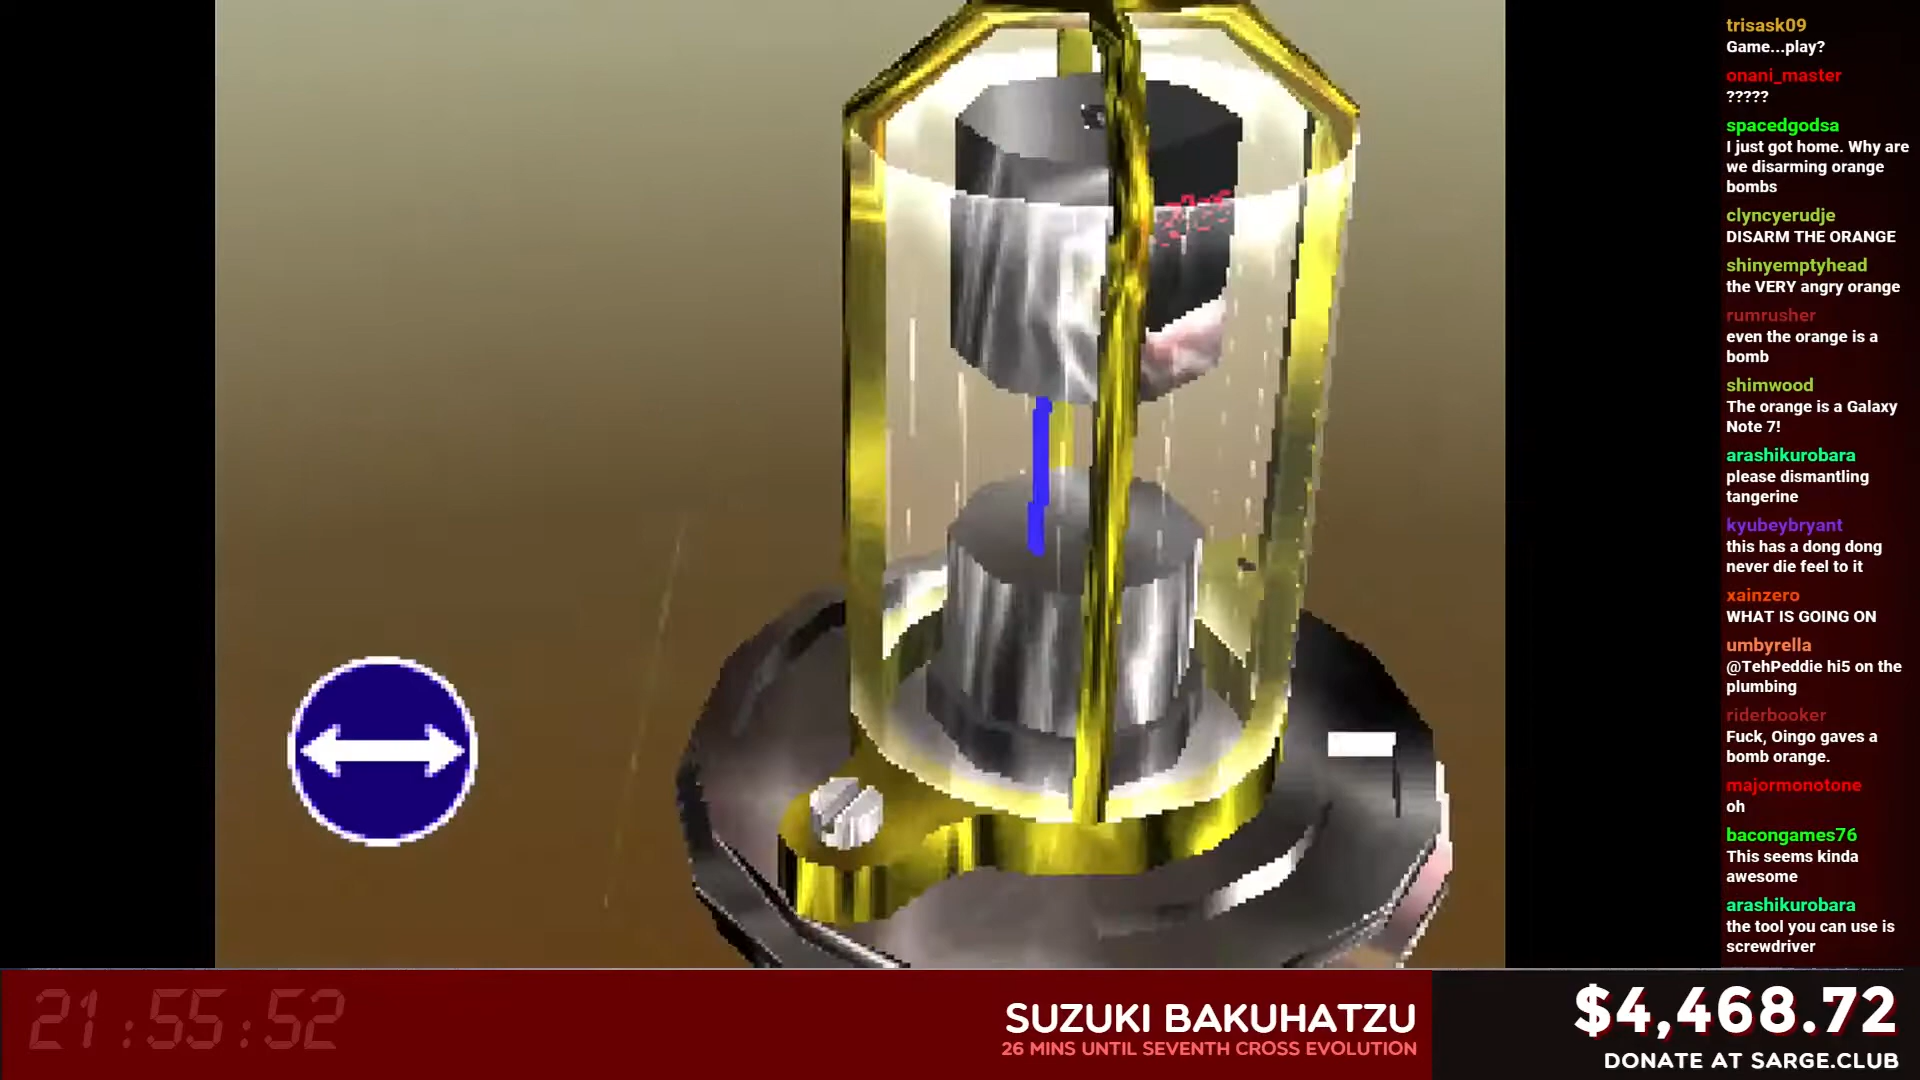 trisask09
Game...play?
onani_master
?????
spacedgodsa
I just got home. Why are
we disarming orange
bombs
clyncyerudje
DISARM THE ORANGE
shinyemptyhead
the VERY angry orange
rumrusher
even the orange is a
bomb
shimwood
The orange is a Galaxy
Note 7!
arashikurobara
please dismantling
tangerine
kyubeybryant
this has a dong dong
never die feel to it
xainzero
WHAT IS GOING ON
umbyrella
@TehPeddie hi5 on the
plumbing
riderbooker
Fuck, Oingo gaves a
bomb orange.
majormonotone
oh
bacongames76
This seems kinda
awesome
arashikurobara
the tool you can use is
screwdriver
21:55:52
SUZUKI BAKUHATZU
26 MINS UNTIL SEVENTH CROSS EVOLUTION
$4,468.72
DONATE AT SARGE.CLUB